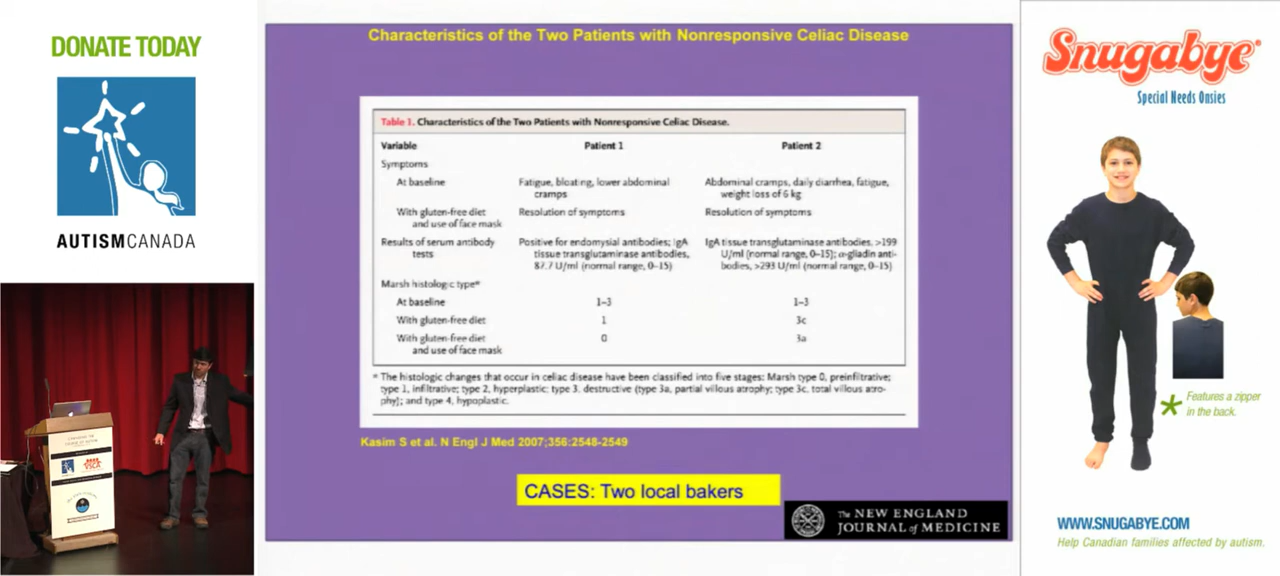 DONATE TODAY
AUTISMCANADA
Characteristics of the Two Patients with Nonresponsive Celiac Disease
Table 1. Characteristics of the Two Patients with Nonresponsive Celiac Disease.
Variable Patient 1 Patient 2
Symptoms
At baseline Fatigue, bloating, lower abdominal Abdominal cramps, daily diarrhea, fatigue,
cramps weight loss of 6 kg
With gluten-free diet Resolution of symptoms Resolution of symptoms
and use of face mask
Results of serum antibody Positive for endomysial antibodies; IgA IgA tissue transglutaminase antibodies, >199
tests tissue transglutaminase antibodies, U/ml (normal range, 0–15); α-gliadin anti-
87.7 U/ml (normal range, 0–15) bodies, >293 U/ml (normal range, 0–15)
Marsh histologic type*
At baseline 1–3 1–3
With gluten-free diet 1 3c
With gluten-free diet 0 3a
and use of face mask
* The histologic changes that occur in celiac disease have been classified into five stages: Marsh type 0, preinfiltrative;
type 1, infiltrative; type 2, hyperplastic; type 3, destructive (type 3a, partial villous atrophy; type 3c, total villous atro-
phy); and type 4, hypoplastic.
Kasim S et al. N Engl J Med 2007;356:2548-2549
CASES: Two local bakers
The NEW ENGLAND
JOURNAL of MEDICINE
Snugabye®
Special Needs Onsies
* Features a zipper
in the back.
WWW.SNUGABYE.COM
Help Canadian families affected by autism.